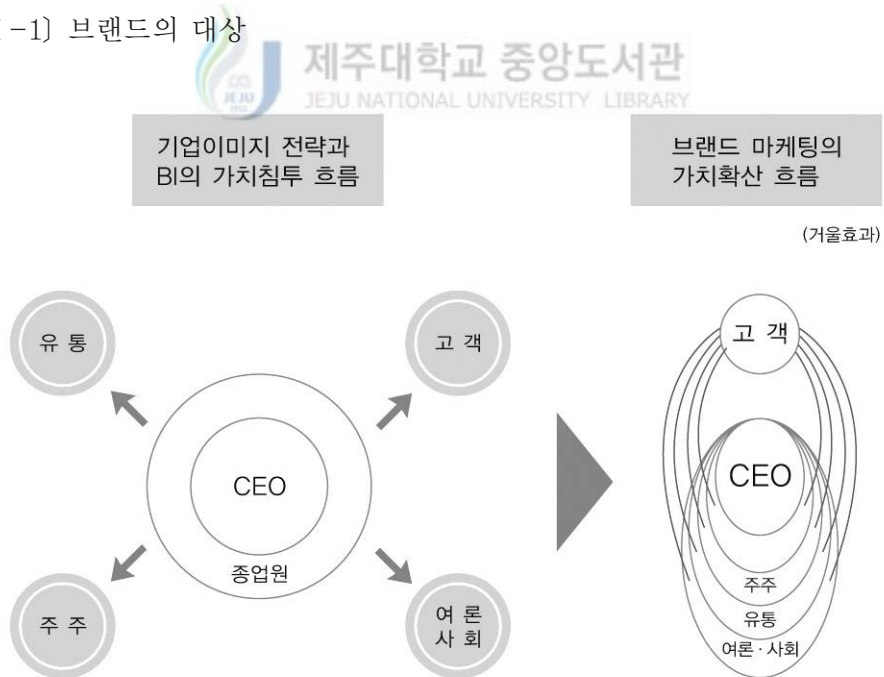 -1] 브랜드의 대상
제주대학교 중앙도서관
JEJU NATIONAL UNIVERSITY LIBRARY
JEJU
1952
기업이미지 전략과
BI의 가치침투 흐름
브랜드 마케팅의
가치확산 흐름
(거울효과)
유 통
고 객
CEO
종업원
주 주
여 론
사 회
고 객
CEO
주주
유통
여론 · 사회